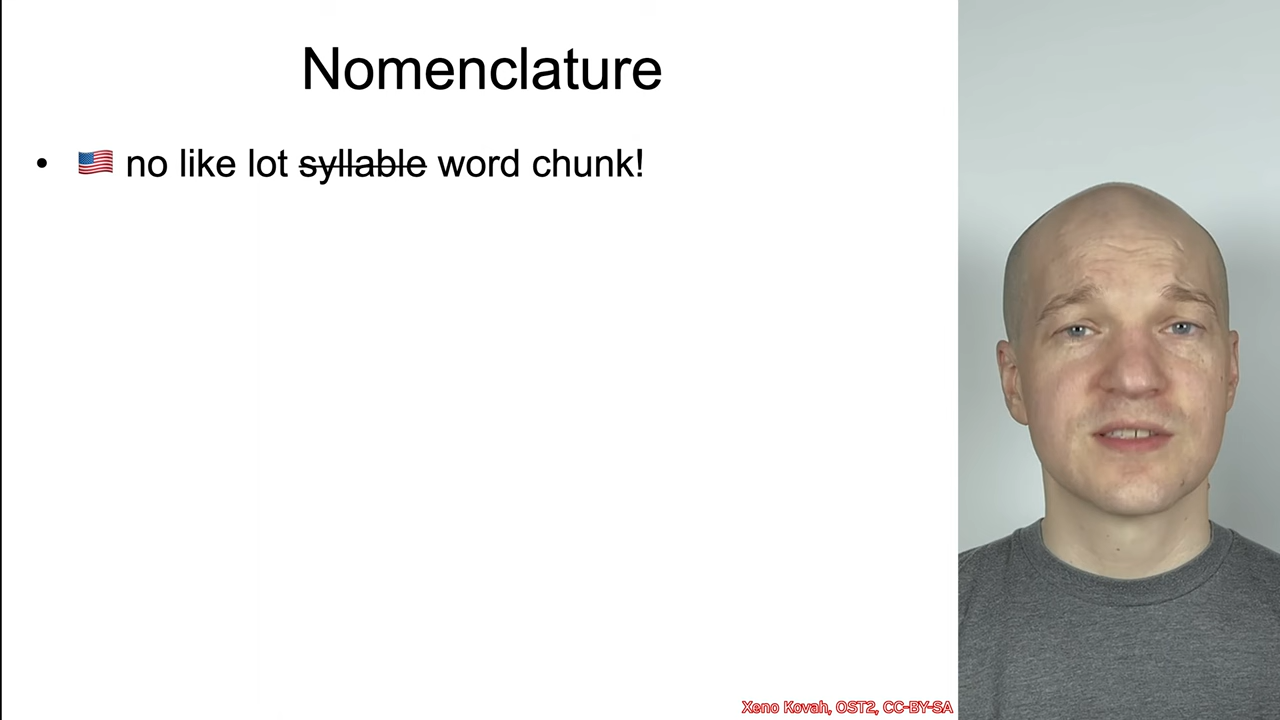 Nomenclature
• 🇺🇸 no like lot syllable word chunk!
Xeno Kovah, OST2, CC-BY-SA